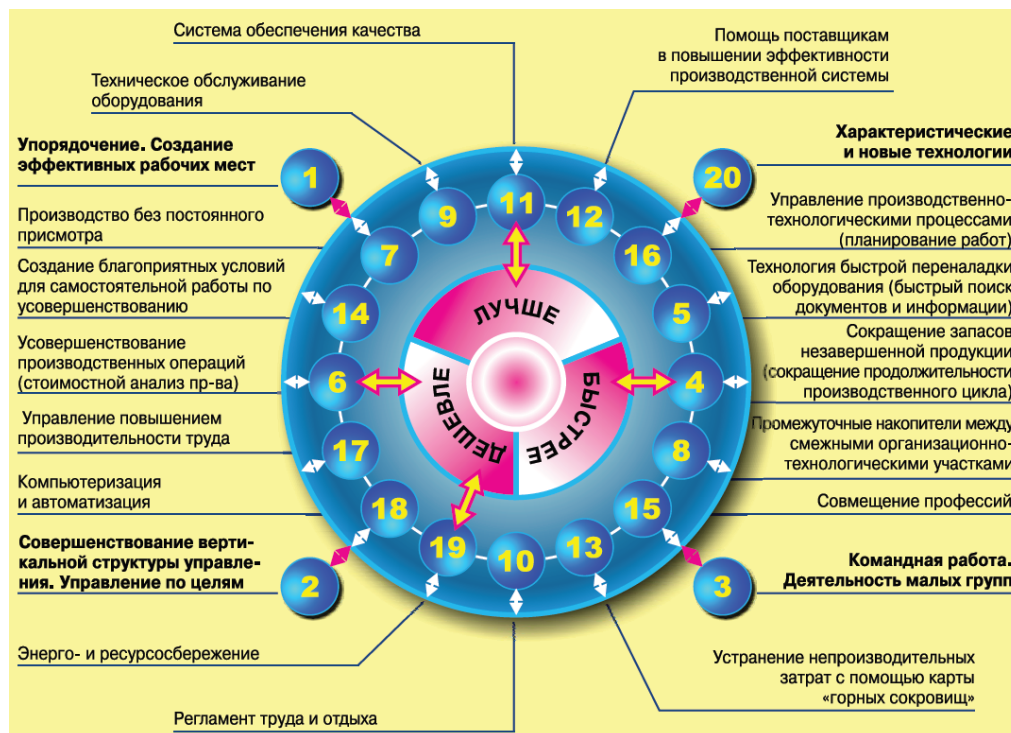 Система обеспечения качества
Помощь поставщикам
в повышении эффективности
производственной системы
Техническое обслуживание
оборудования
Упорядочение. Создание
эффективных рабочих мест
Характеристические
и новые технологии
1
20
9
11
12
Производство без постоянного
присмотра
Управление производственно-
технологическими процессами
(планирование работ)
7
16
Создание благоприятных условий
для самостоятельной работы по
усовершенствованию
Технология быстрой переналадки
оборудования (быстрый поиск
документов и информации)
14
5
ЛУЧШЕ
Усовершенствование
производственных операций
(стоимостной анализ пр-ва)
Сокращение запасов
незавершенной продукции
(сокращение продолжительности
производственного цикла)
6
4
ДЕШЕВЛЕ
БЫСТРЕЕ
Управление повышением
производительности труда
Промежуточные накопители между
смежными организационно-
технологическими участками
17
8
Компьютеризация
и автоматизация
Совмещение профессий
18
15
19
10
13
Совершенствование верти-
кальной структуры управле-
ния. Управление по целям
Командная работа.
Деятельность малых групп
2
3
Энерго- и ресурсосбережение
Устранение непроизводительных
затрат с помощью карты
«горных сокровищ»
Регламент труда и отдыха